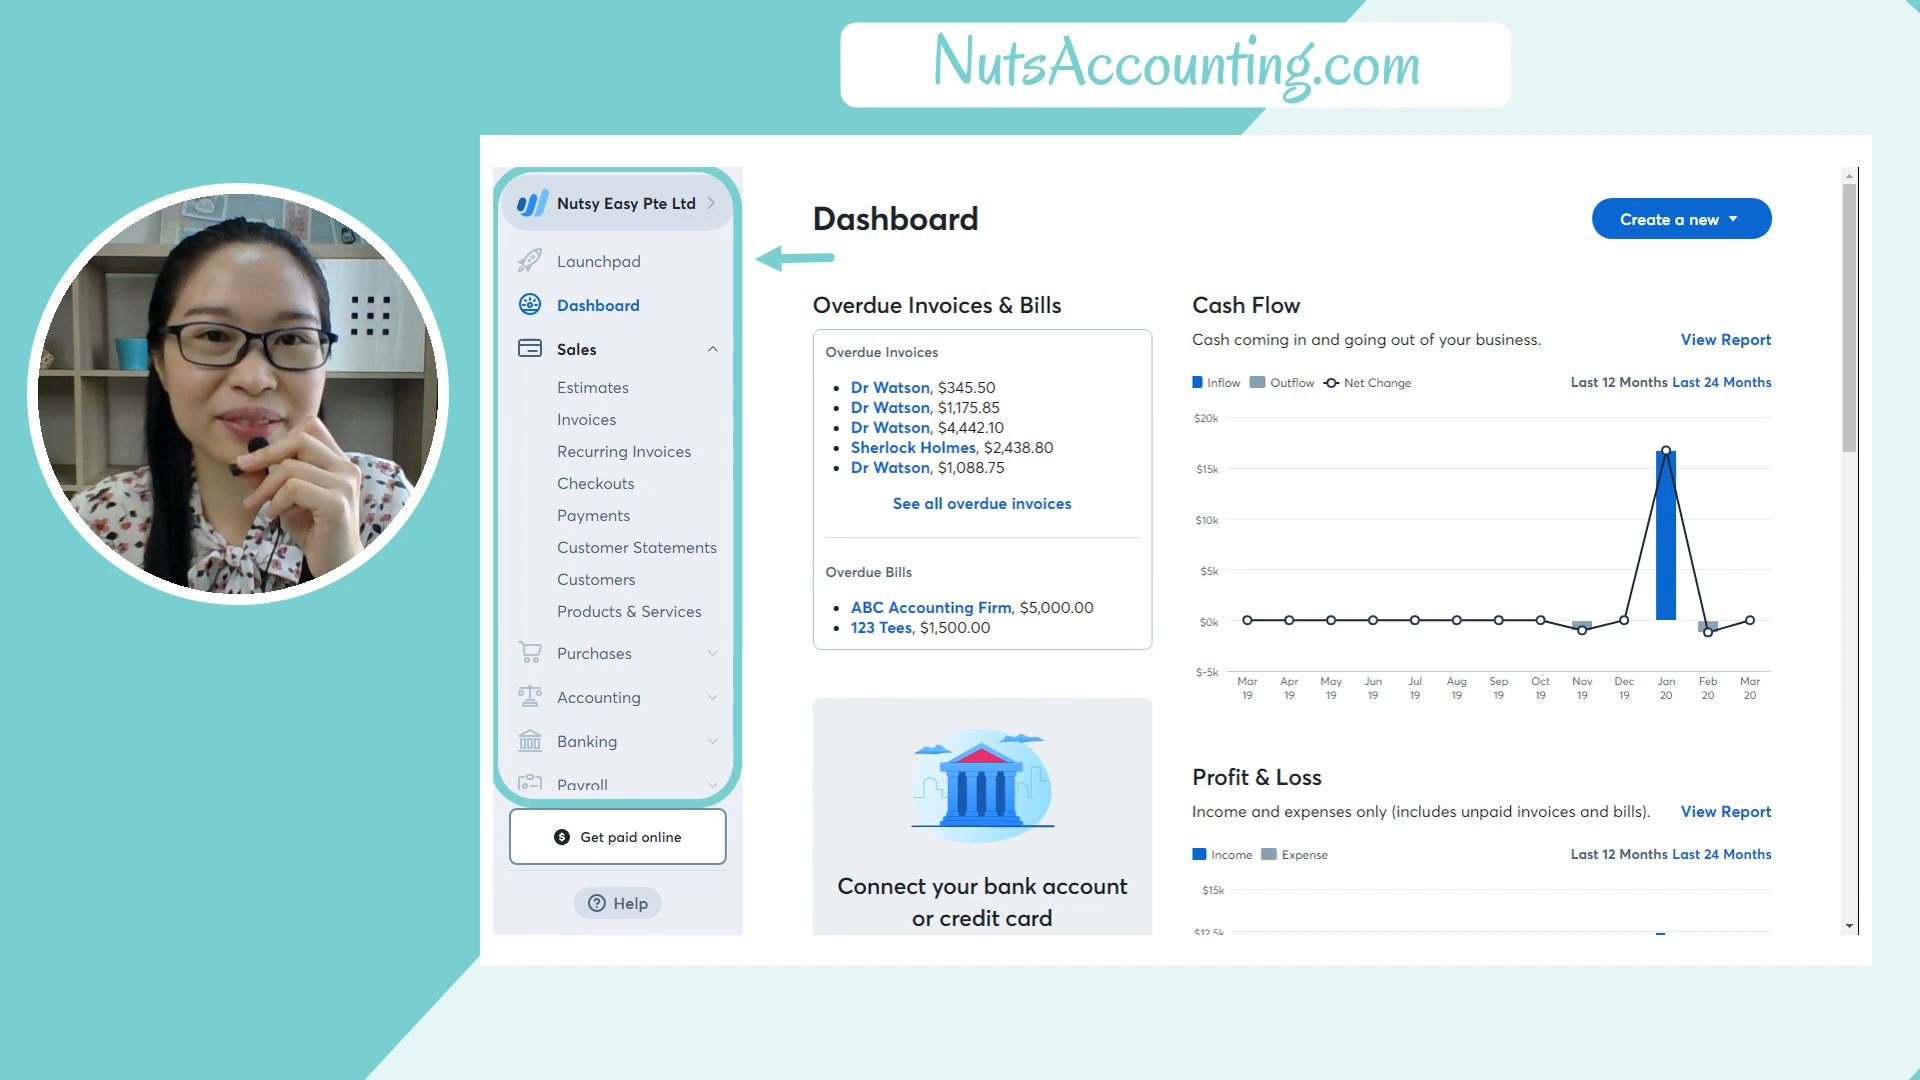 NutsAccounting.com
Nutsy Easy Pte Ltd
Launchpad
Dashboard
Sales
Estimates
Invoices
Recurring Invoices
Checkouts
Payments
Customer Statements
Customers
Products & Services
Purchases
Accounting
Banking
Payroll
Get paid online
Help
Dashboard
Create a new
Overdue Invoices & Bills
Overdue Invoices
Dr Watson, $345.50
Dr Watson, $1,175.85
Dr Watson, $4,442.10
Sherlock Holmes, $2,438.80
Dr Watson, $1,088.75
See all overdue invoices
Overdue Bills
ABC Accounting Firm, $5,000.00
123 Tees, $1,500.00
Connect your bank account
or credit card
Cash Flow
Cash coming in and going out of your business. View Report
Inflow Outflow Net Change Last 12 Months Last 24 Months
$20k
$15k
$10k
$5k
$0k
$-5k
Mar Apr May Jun Jul Aug Sep Oct Nov Dec Jan Feb Mar
19 19 19 19 19 19 19 19 19 19 20 20 20
Profit & Loss
Income and expenses only (includes unpaid invoices and bills). View Report
Income Expense Last 12 Months Last 24 Months
$15k
$12.5k